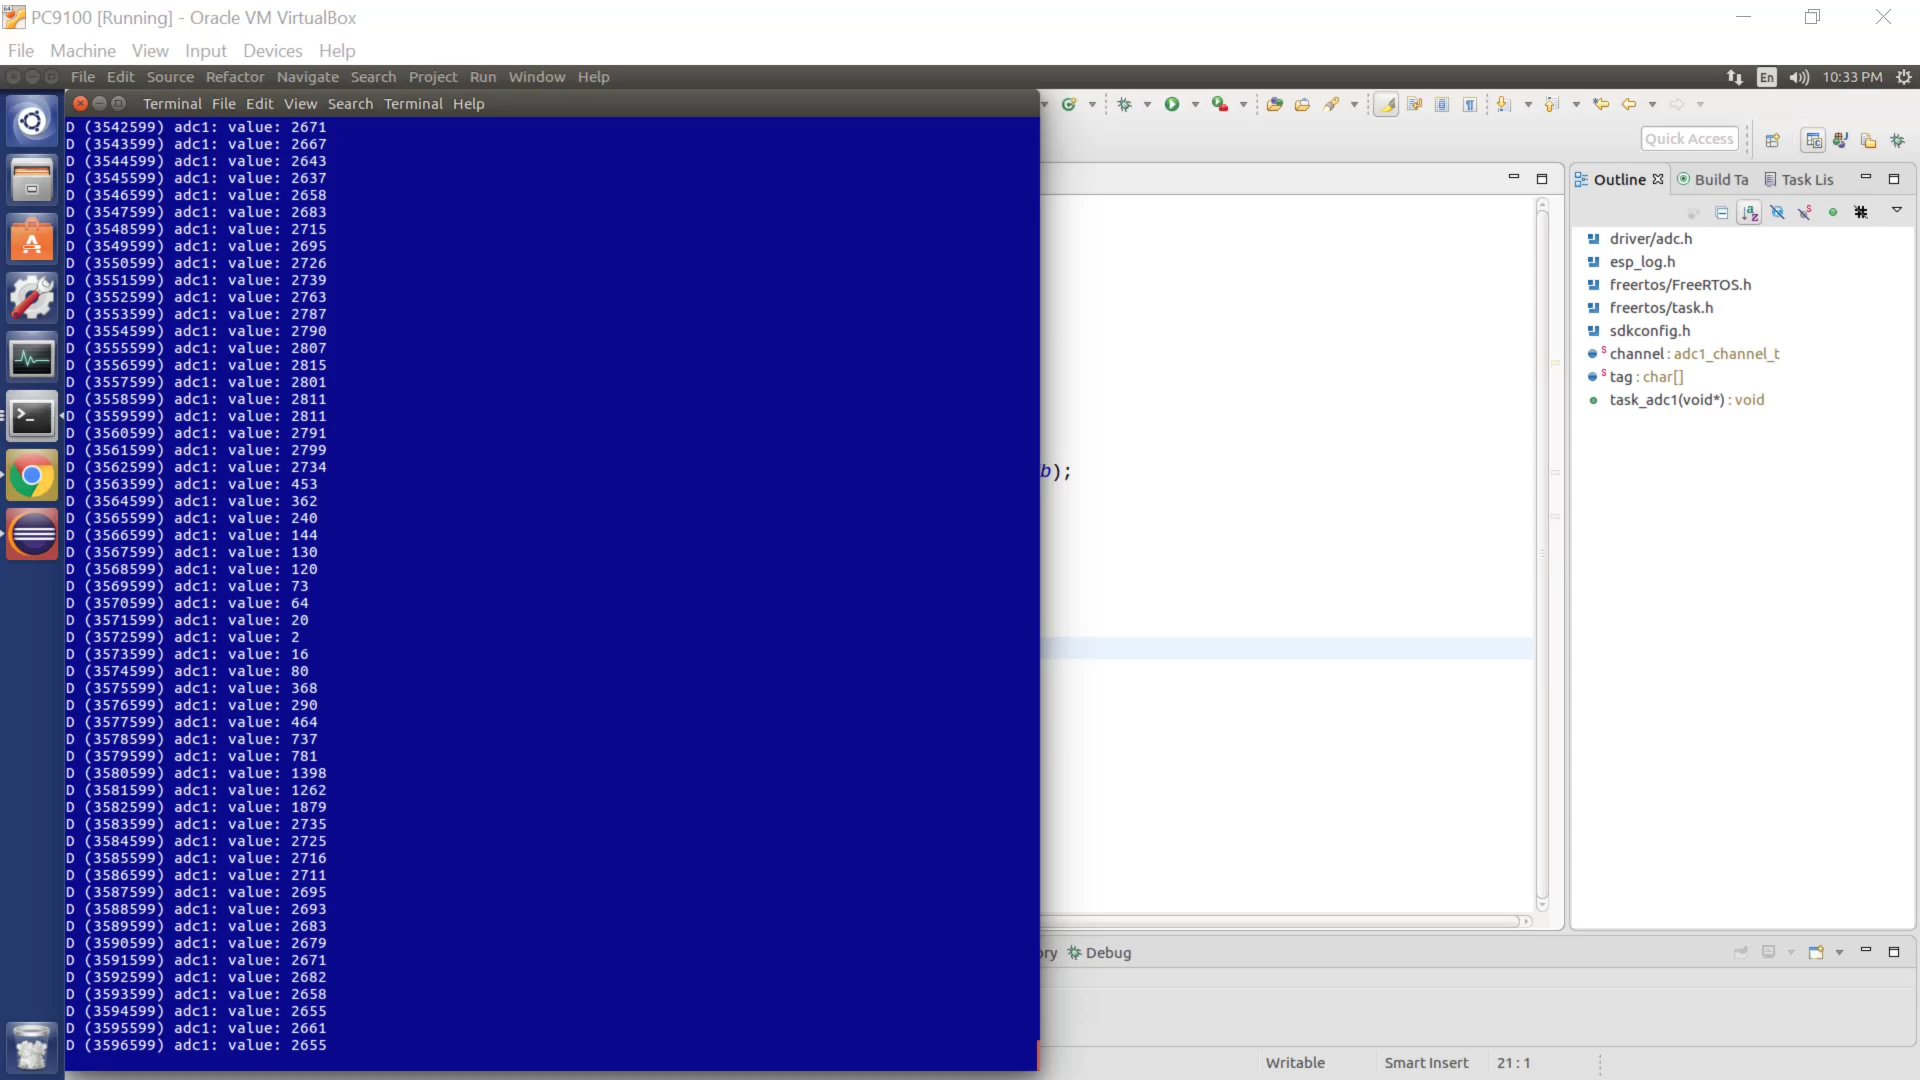 PC9100 [Running] - Oracle VM VirtualBox
File Machine View Input Devices Help
File Edit Source Refactor Navigate Search Project Run Window Help
En 10:33 PM
Terminal File Edit View Search Terminal Help
Quick Access
D (3542599) adc1: value: 2671
D (3543599) adc1: value: 2667
D (3544599) adc1: value: 2643
D (3545599) adc1: value: 2637
D (3546599) adc1: value: 2658
D (3547599) adc1: value: 2683
D (3548599) adc1: value: 2715
D (3549599) adc1: value: 2695
D (3550599) adc1: value: 2726
D (3551599) adc1: value: 2739
D (3552599) adc1: value: 2763
D (3553599) adc1: value: 2787
D (3554599) adc1: value: 2790
D (3555599) adc1: value: 2807
D (3556599) adc1: value: 2815
D (3557599) adc1: value: 2801
D (3558599) adc1: value: 2811
D (3559599) adc1: value: 2811
D (3560599) adc1: value: 2791
D (3561599) adc1: value: 2799
D (3562599) adc1: value: 2734
D (3563599) adc1: value: 453
D (3564599) adc1: value: 362
D (3565599) adc1: value: 240
D (3566599) adc1: value: 144
D (3567599) adc1: value: 130
D (3568599) adc1: value: 120
D (3569599) adc1: value: 73
D (3570599) adc1: value: 64
D (3571599) adc1: value: 20
D (3572599) adc1: value: 2
D (3573599) adc1: value: 16
D (3574599) adc1: value: 80
D (3575599) adc1: value: 368
D (3576599) adc1: value: 290
D (3577599) adc1: value: 464
D (3578599) adc1: value: 737
D (3579599) adc1: value: 781
D (3580599) adc1: value: 1398
D (3581599) adc1: value: 1262
D (3582599) adc1: value: 1879
D (3583599) adc1: value: 2735
D (3584599) adc1: value: 2725
D (3585599) adc1: value: 2716
D (3586599) adc1: value: 2711
D (3587599) adc1: value: 2695
D (3588599) adc1: value: 2693
D (3589599) adc1: value: 2683
D (3590599) adc1: value: 2679
D (3591599) adc1: value: 2671
D (3592599) adc1: value: 2682
D (3593599) adc1: value: 2658
D (3594599) adc1: value: 2655
D (3595599) adc1: value: 2661
D (3596599) adc1: value: 2655
b);
Outline Build Ta Task Lis
driver/adc.h
esp_log.h
freertos/FreeRTOS.h
freertos/task.h
sdkconfig.h
channel : adc1_channel_t
tag : char[]
task_adc1(void*) : void
ory Debug
Writable Smart Insert 21 : 1